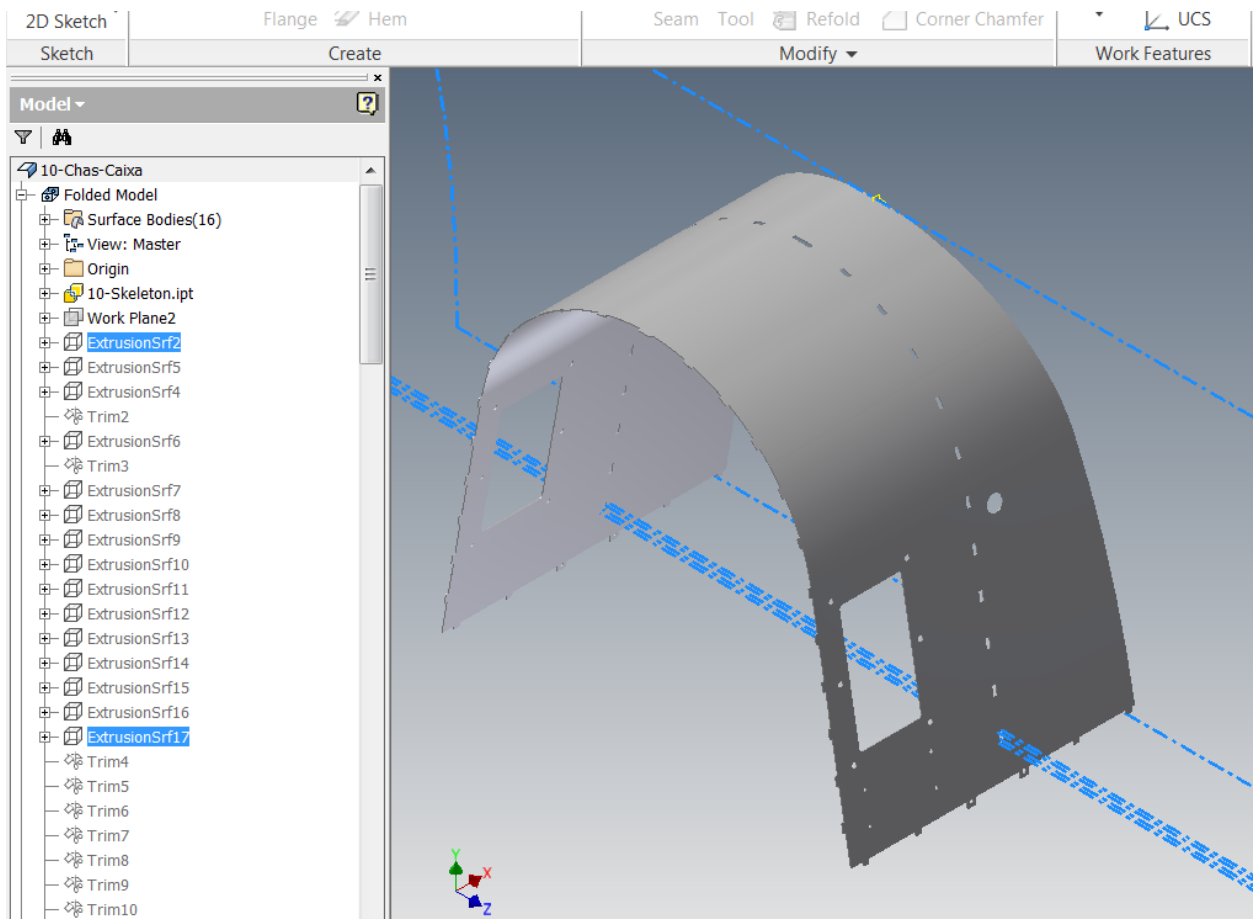 2D Sketch Flange Hem Seam Tool Refold Corner Chamfer UCS
Sketch Create Modify Work Features
Model
10-Chas-Caixa
Folded Model
Surface Bodies(16)
View: Master
Origin
10-Skeleton.ipt
Work Plane2
ExtrusionSrf2
ExtrusionSrf5
ExtrusionSrf4
Trim2
ExtrusionSrf6
Trim3
ExtrusionSrf7
ExtrusionSrf8
ExtrusionSrf9
ExtrusionSrf10
ExtrusionSrf11
ExtrusionSrf12
ExtrusionSrf13
ExtrusionSrf14
ExtrusionSrf15
ExtrusionSrf16
ExtrusionSrf17
Trim4
Trim5
Trim6
Trim7
Trim8
Trim9
Trim10
Y
X
Z